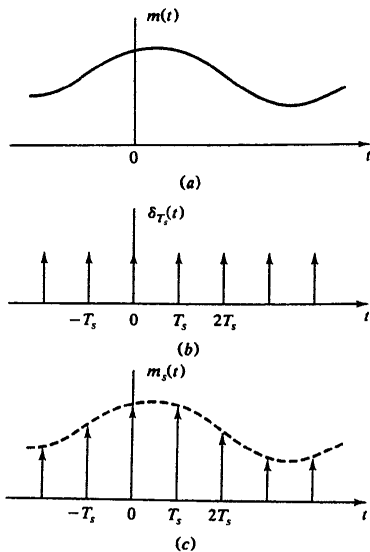 m(t)
0 t
(a)
δ_{T_s}(t)
−T_s 0 T_s 2T_s t
(b)
m_s(t)
−T_s 0 T_s 2T_s t
(c)